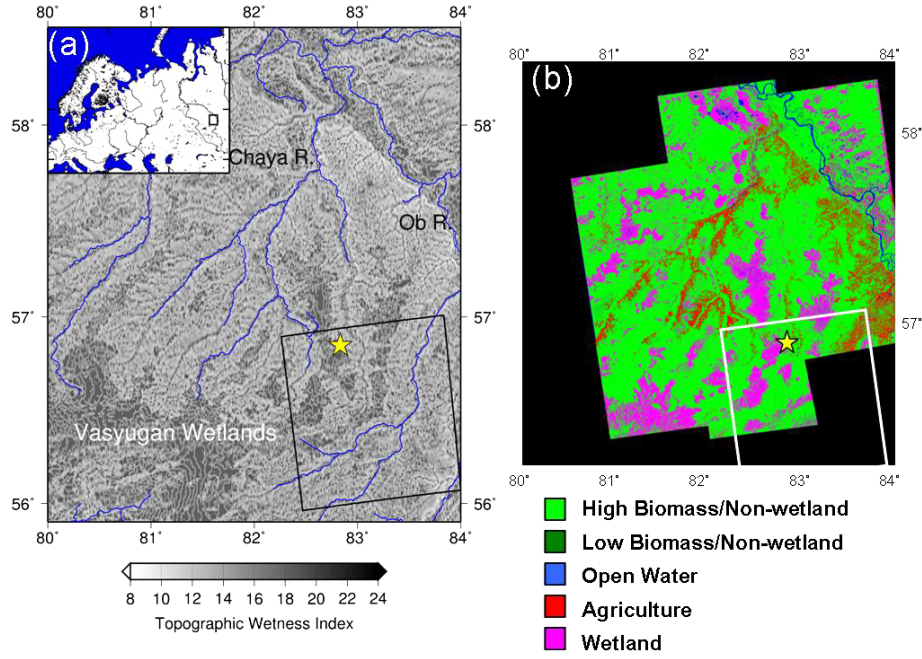 80˚ 81˚ 82˚ 83˚ 84˚
(a)
58˚
Chaya R.
Ob R.
57˚
Vasyugan Wetlands
56˚ 56˚
80˚ 81˚ 82˚ 83˚ 84˚
8 10 12 14 16 18 20 22 24
Topographic Wetness Index
80˚ 81˚ 82˚ 83˚ 84˚
(b)
58˚
57˚
57˚
56˚
80˚ 81˚ 82˚ 83˚ 84˚
High Biomass/Non-wetland
Low Biomass/Non-wetland
Open Water
Agriculture
Wetland